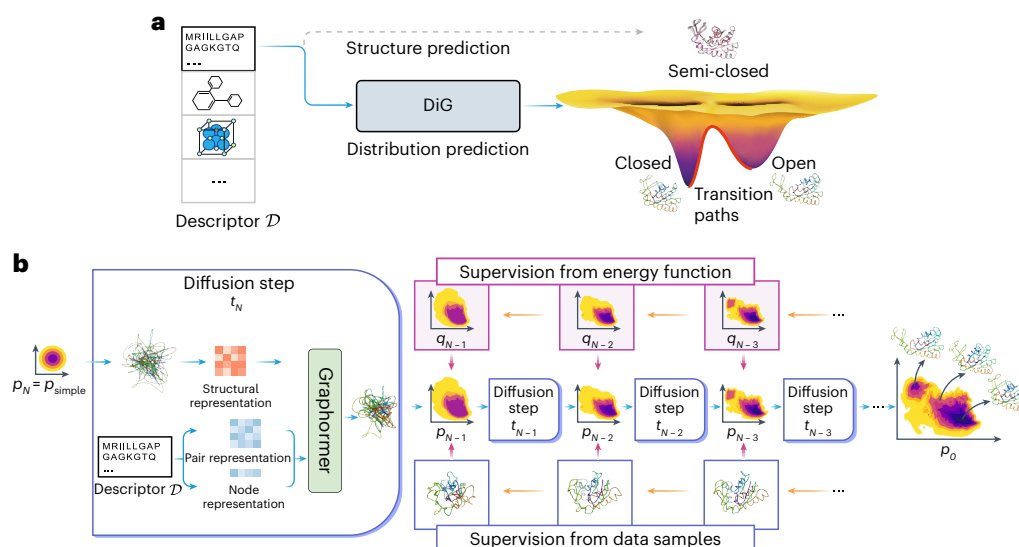 a
MRIILLGAP
GAGKGTQ
...
...
Descriptor 𝒟
Structure prediction
DiG
Distribution prediction
Semi-closed
Closed
Open
Transition
paths
b
p_N = p_simple
Diffusion step
t_N
Structural
representation
MRIILLGAP
GAGKGTQ
...
Descriptor 𝒟
Pair representation
Node
representation
Graphormer
Supervision from energy function
q_{N–1}
q_{N–2}
q_{N–3}
...
p_{N–1}
Diffusion
step
t_{N–1}
p_{N–2}
Diffusion
step
t_{N–2}
p_{N–3}
Diffusion
step
t_{N–3}
...
p_0
...
Supervision from data samples